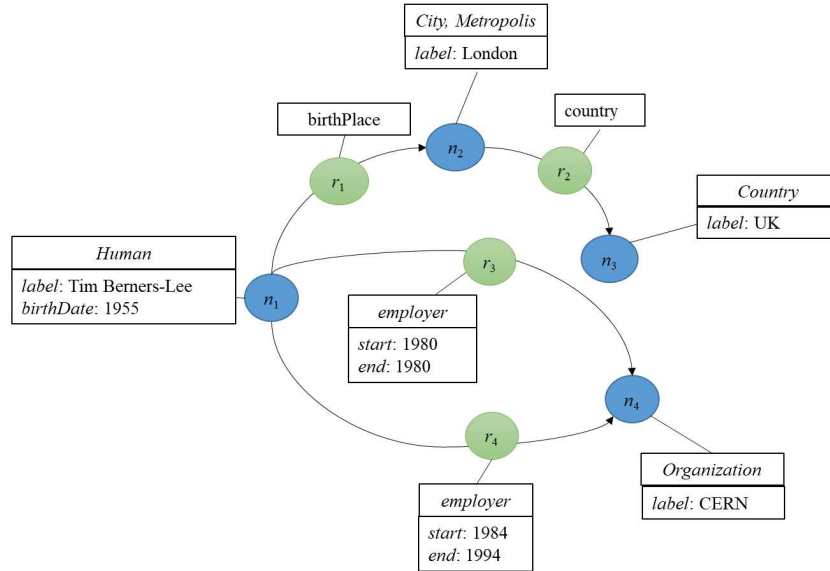 City, Metropolis
label: London
birthPlace
country
n2
r1
r2
Country
label: UK
n3
Human
label: Tim Berners-Lee
birthDate: 1955
n1
r3
employer
start: 1980
end: 1980
n4
r4
Organization
label: CERN
employer
start: 1984
end: 1994